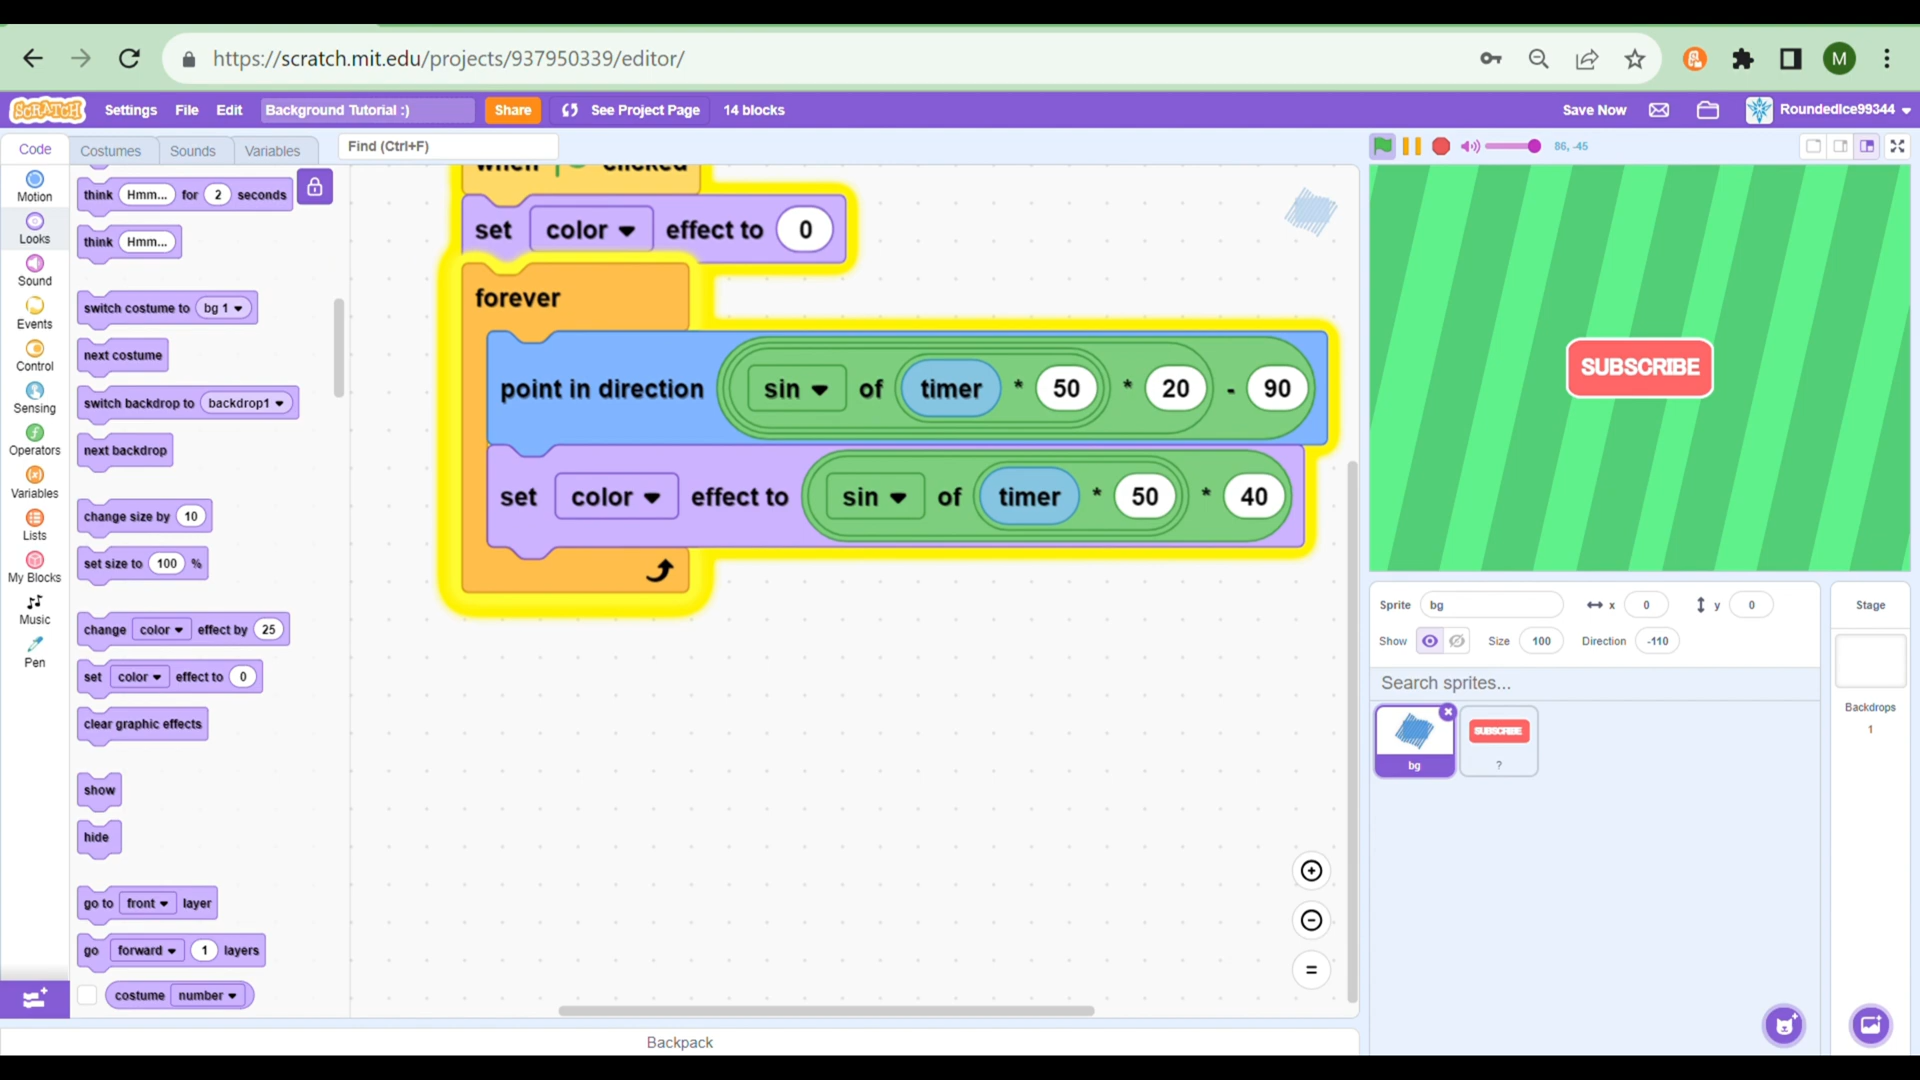 https://scratch.mit.edu/projects/937950339/editor/
M
SCRATCH Settings File Edit Background Tutorial :) Share See Project Page 14 blocks Save Now RoundedIce99344
Code Costumes Sounds Variables Find (Ctrl+F) 86, -45
Motion
Looks
Sound
Events
Control
Sensing
Operators
Variables
Lists
My Blocks
Music
Pen
think Hmm... for 2 seconds
think Hmm...
switch costume to bg 1
next costume
switch backdrop to backdrop1
next backdrop
change size by 10
set size to 100 %
change color effect by 25
set color effect to 0
clear graphic effects
show
hide
go to front layer
go forward 1 layers
costume number
when clicked
set color effect to 0
forever
point in direction sin of timer * 50 * 20 - 90
set color effect to sin of timer * 50 * 40
Backpack
SUBSCRIBE
Sprite bg x 0 y 0
Show Size 100 Direction -110
Search sprites...
bg
SUBSCRIBE
?
Stage
Backdrops
1